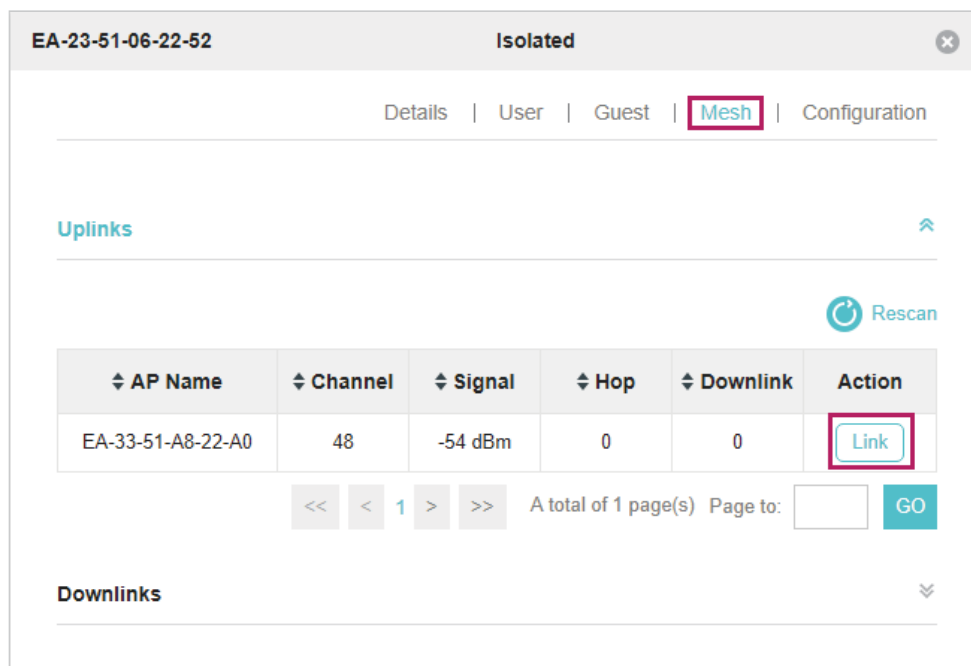 EA-23-51-06-22-52 Isolated
Details | User | Guest | Mesh | Configuration
Uplinks
Rescan
AP Name Channel Signal Hop Downlink Action
EA-33-51-A8-22-A0 48 -54 dBm 0 0 Link
<< < 1 > >> A total of 1 page(s) Page to: GO
Downlinks